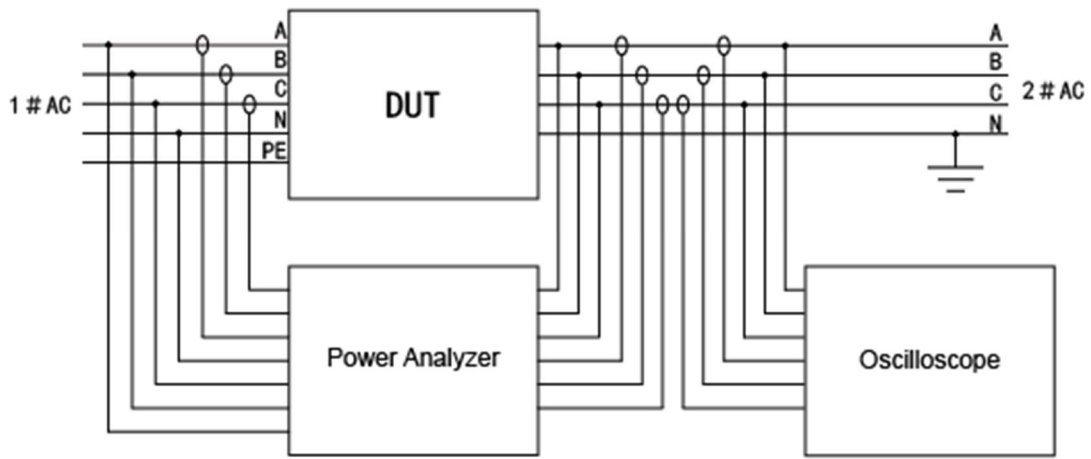 A
B
C
N
PE
1 # AC
DUT
A
B
C
N
2 # AC
Power Analyzer
Oscilloscope